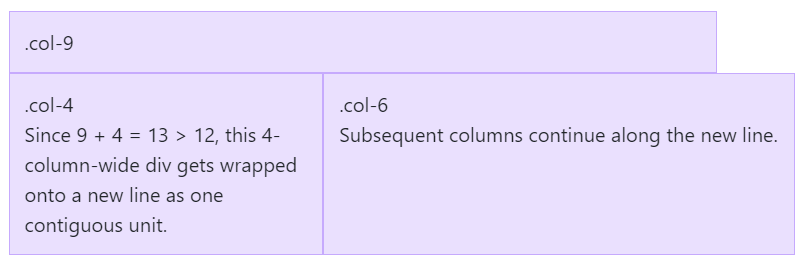 .col-9
.col-4
Since 9 + 4 = 13 > 12, this 4-
column-wide div gets wrapped
onto a new line as one
contiguous unit.
.col-6
Subsequent columns continue along the new line.